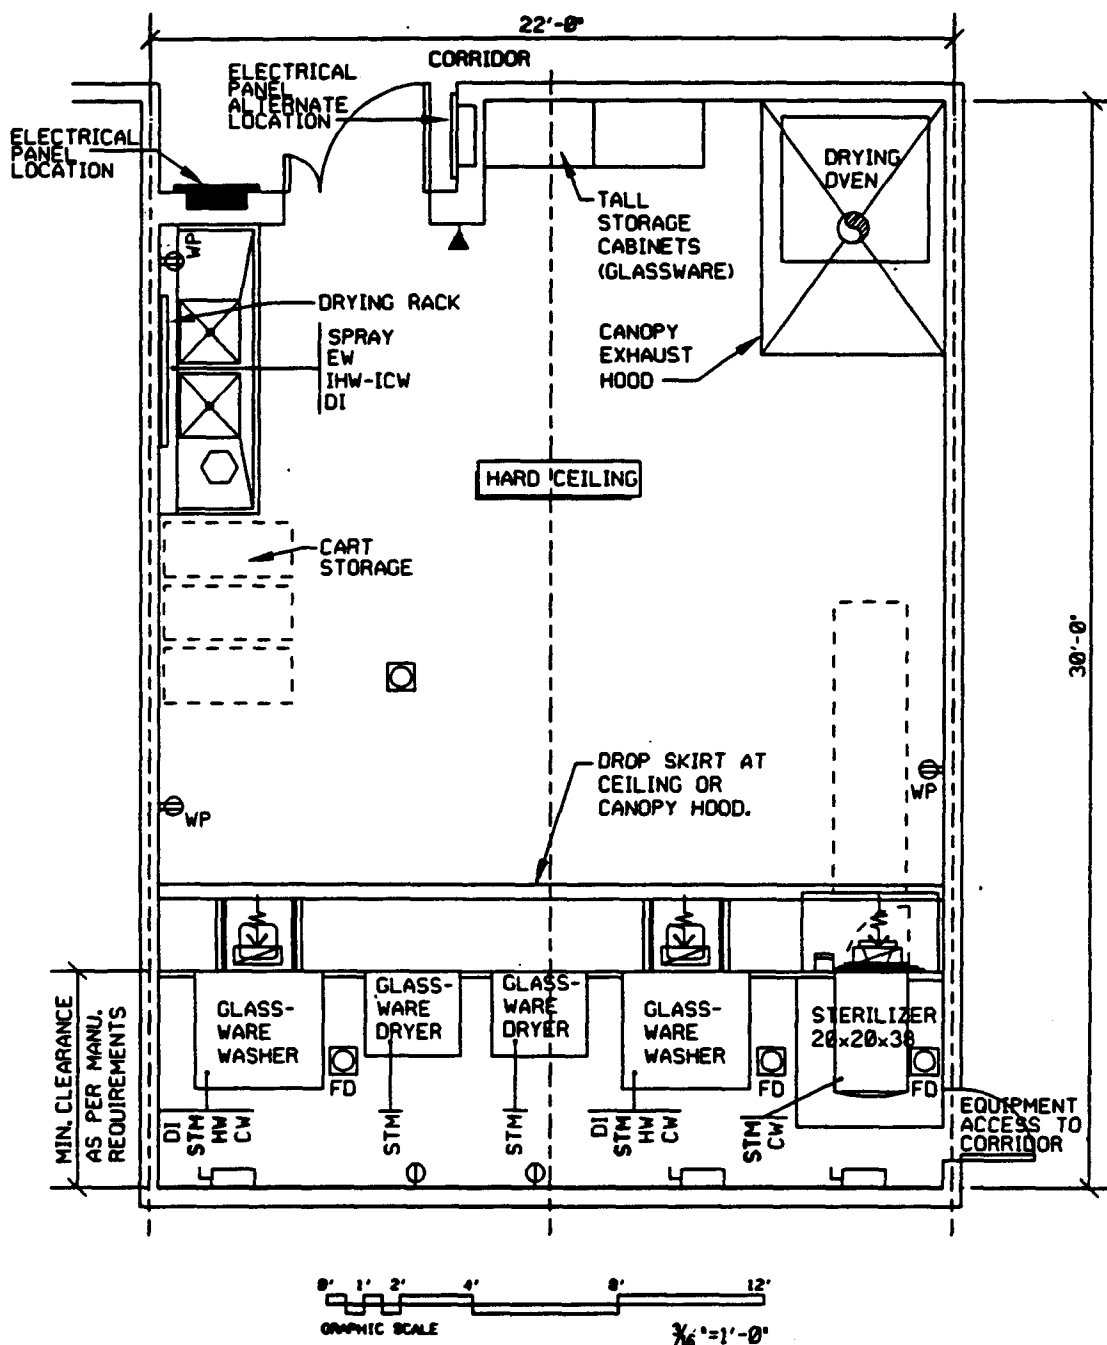 22'-0"
CORRIDOR
ELECTRICAL
PANEL
ALTERNATE
LOCATION
ELECTRICAL
PANEL
LOCATION
DRYING
OVEN
TALL
STORAGE
CABINETS
(GLASSWARE)
WP
DRYING RACK
SPRAY
EW
IHW-ICW
DI
CANOPY
EXHAUST
HOOD
HARD CEILING
CART
STORAGE
30'-0"
DROP SKIRT AT
CEILING OR
CANOPY HOOD.
WP
WP
MIN. CLEARANCE
AS PER MANU.
REQUIREMENTS
GLASS-
WARE
WASHER
GLASS-
WARE
DRYER
GLASS-
WARE
DRYER
GLASS-
WARE
WASHER
STERILIZER
20x20x38
FD
FD
FD
DI
STM
HW
CW
STM
STM
DI
STM
HW
CW
STM
CW
EQUIPMENT
ACCESS TO
CORRIDOR
0' 1' 2' 4' 8' 12'
GRAPHIC SCALE
3/16"=1'-0"